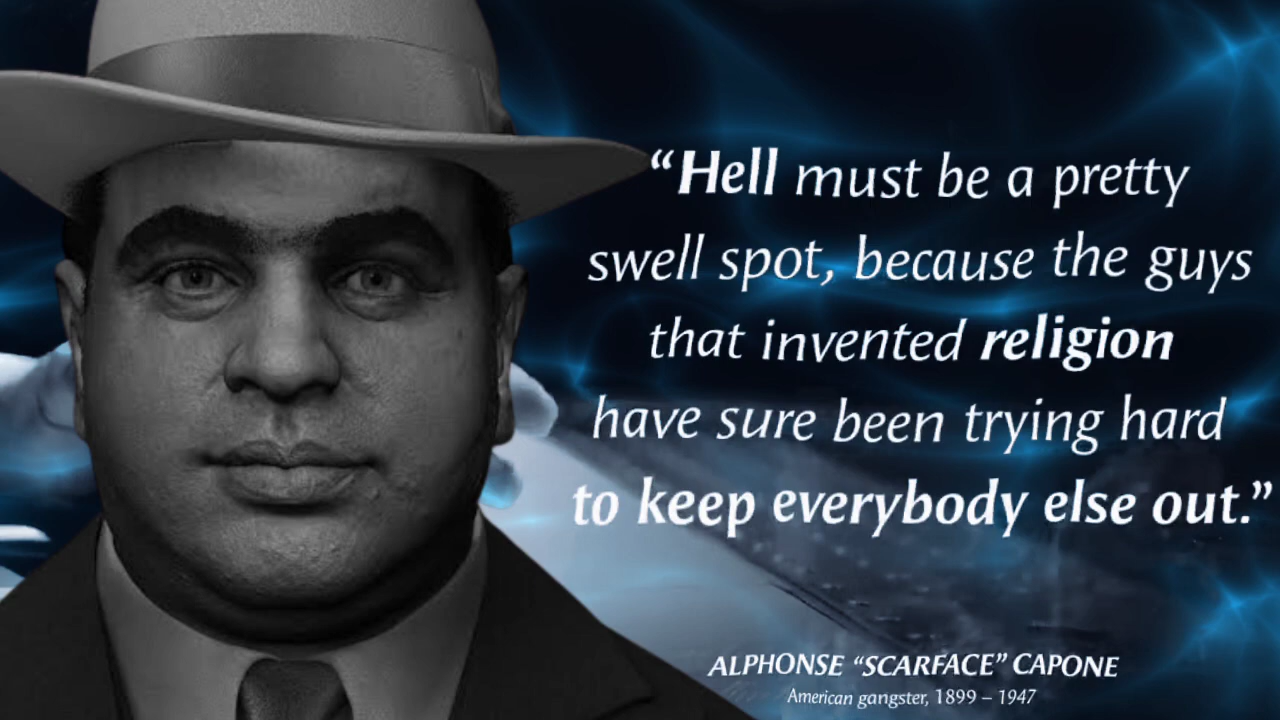 “Hell must be a pretty
swell spot, because the guys
that invented religion
have sure been trying hard
to keep everybody else out.”
ALPHONSE “SCARFACE” CAPONE
American gangster, 1899 – 1947